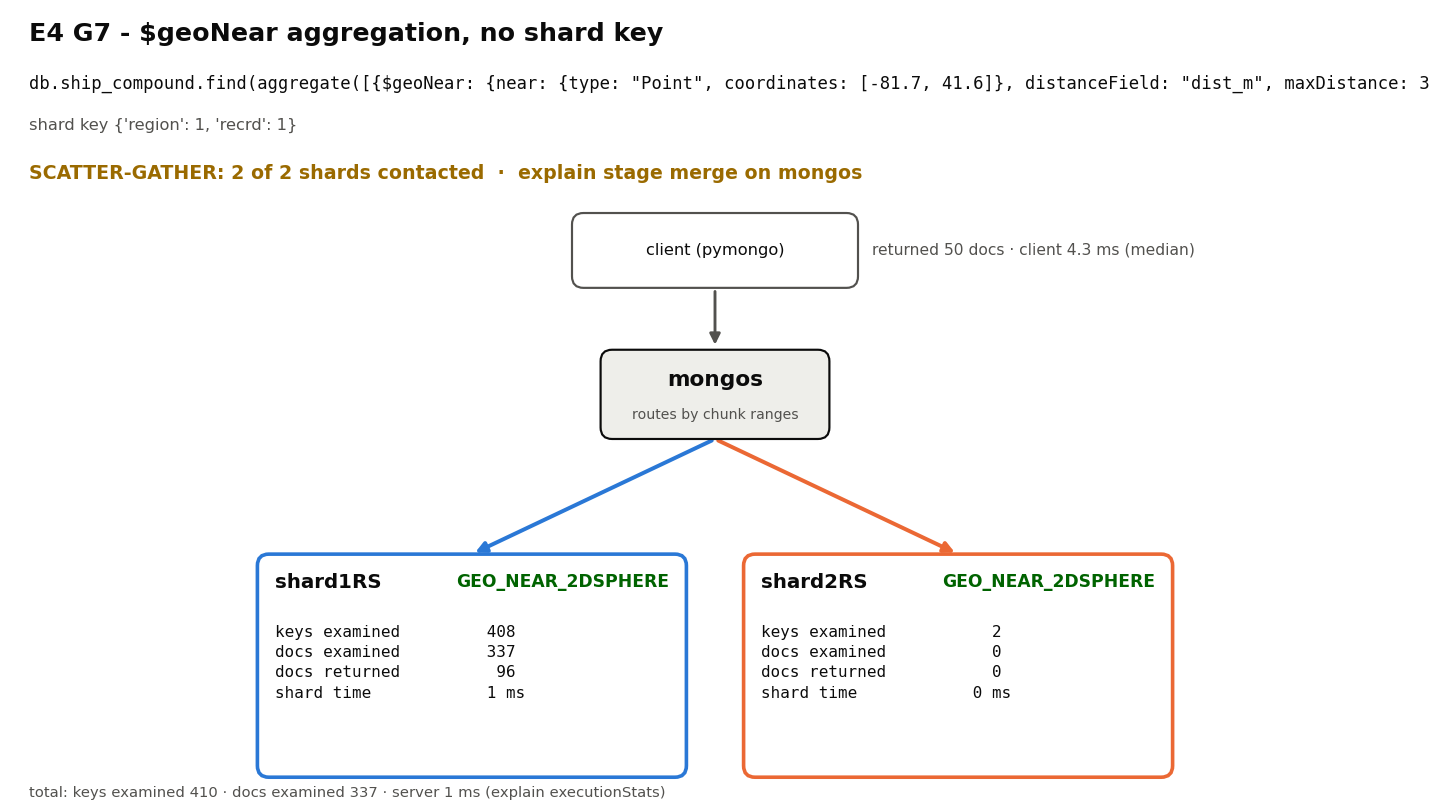 E4 G7 - $geoNear aggregation, no shard key
db.ship_compound.find(aggregate([{$geoNear: {near: {type: "Point", coordinates: [-81.7, 41.6]}, distanceField: "dist_m", maxDistance: 3
shard key {'region': 1, 'recrd': 1}
SCATTER-GATHER: 2 of 2 shards contacted · explain stage merge on mongos
client (pymongo)
returned 50 docs · client 4.3 ms (median)
mongos
routes by chunk ranges
shard1RS GEO_NEAR_2DSPHERE
keys examined 408
docs examined 337
docs returned 96
shard time 1 ms
shard2RS GEO_NEAR_2DSPHERE
keys examined 2
docs examined 0
docs returned 0
shard time 0 ms
total: keys examined 410 · docs examined 337 · server 1 ms (explain executionStats)